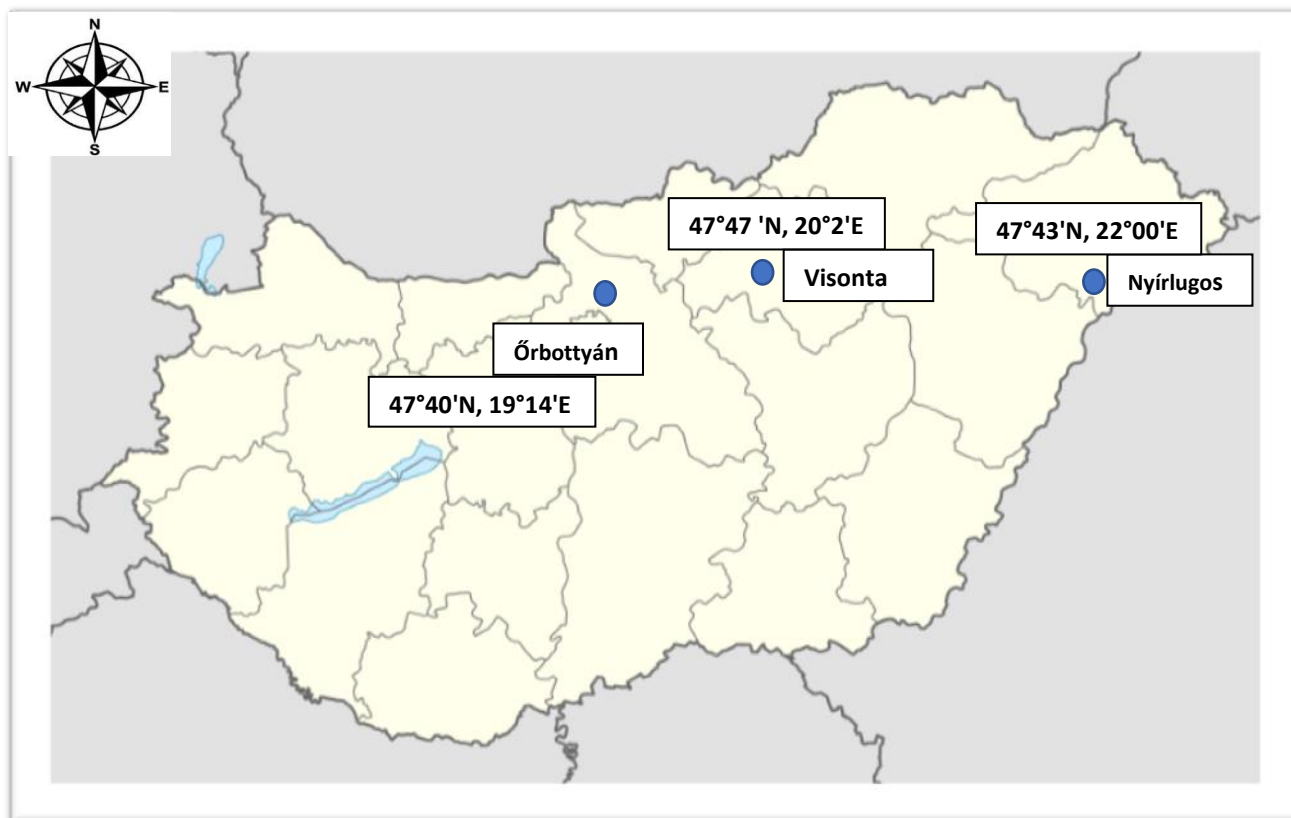 N
W
E
S
47°47 'N, 20°2'E
47°43'N, 22°00'E
Visonta
Nyírlugos
Őrbottyán
47°40'N, 19°14'E